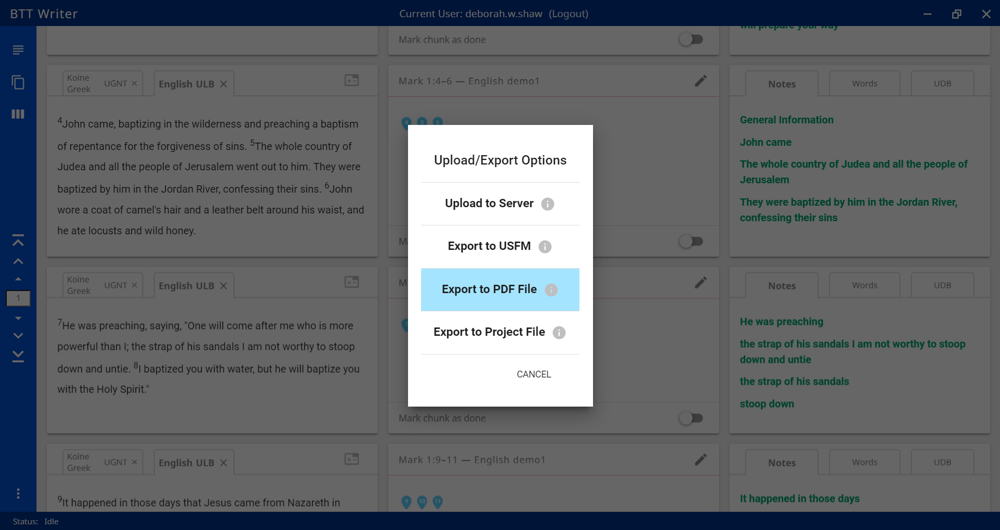 BTT Writer
Current User: deborah.w.shaw (Logout)
Mark chunk as done
will prepare your way
Koine Greek UGNT ×
English ULB ×
4John came, baptizing in the wilderness and preaching a baptism
of repentance for the forgiveness of sins. 5The whole country of
Judea and all the people of Jerusalem went out to him. They were
baptized by him in the Jordan River, confessing their sins. 6John
wore a coat of camel's hair and a leather belt around his waist, and
he ate locusts and wild honey.
Mark 1:4–6 — English demo1
4 5 6
Ma
Notes
Words
UDB
General Information
John came
The whole country of Judea and all the people of
Jerusalem
They were baptized by him in the Jordan River,
confessing their sins
Upload/Export Options
Upload to Server
Export to USFM
Export to PDF File
Export to Project File
CANCEL
1
Koine Greek UGNT ×
English ULB ×
7He was preaching, saying, "One will come after me who is more
powerful than I; the strap of his sandals I am not worthy to stoop
down and untie. 8I baptized you with water, but he will baptize you
with the Holy Spirit."
M
7
Mark chunk as done
Notes
Words
UDB
He was preaching
the strap of his sandals I am not worthy to stoop
down and untie
the strap of his sandals
stoop down
Koine Greek UGNT ×
English ULB ×
9It happened in those days that Jesus came from Nazareth in
Mark 1:9–11 — English demo1
9 10 11
Notes
Words
UDB
It happened in those days
Status: Idle